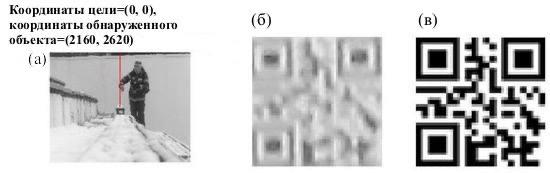 Координаты цели=(0, 0),
координаты обнаруженного
объекта=(2160, 2620)
(а)
(б)
(в)